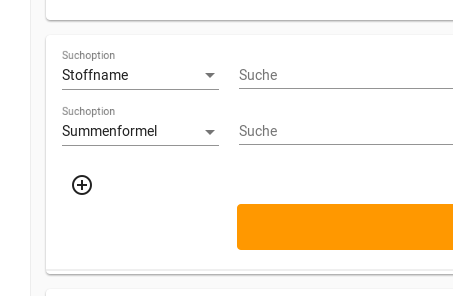 Suchoption
Stoffname
Suche
Suchoption
Summenformel
Suche